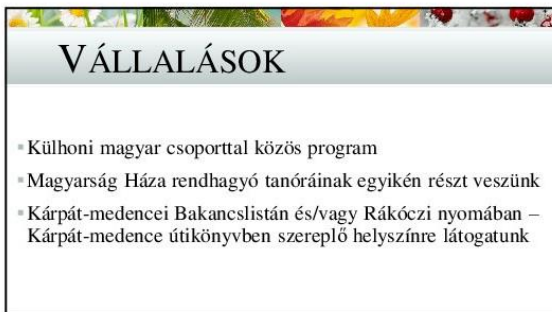 VÁLLALÁSOK
Külhoni magyar csoporttal közös program
Magyarság Háza rendhagyó tanóráinak egyikén részt veszünk
Kárpát-medencei Bakancslistán és/vagy Rákóczi nyomában –
Kárpát-medence útikönyvben szereplő helyszínre látogatunk